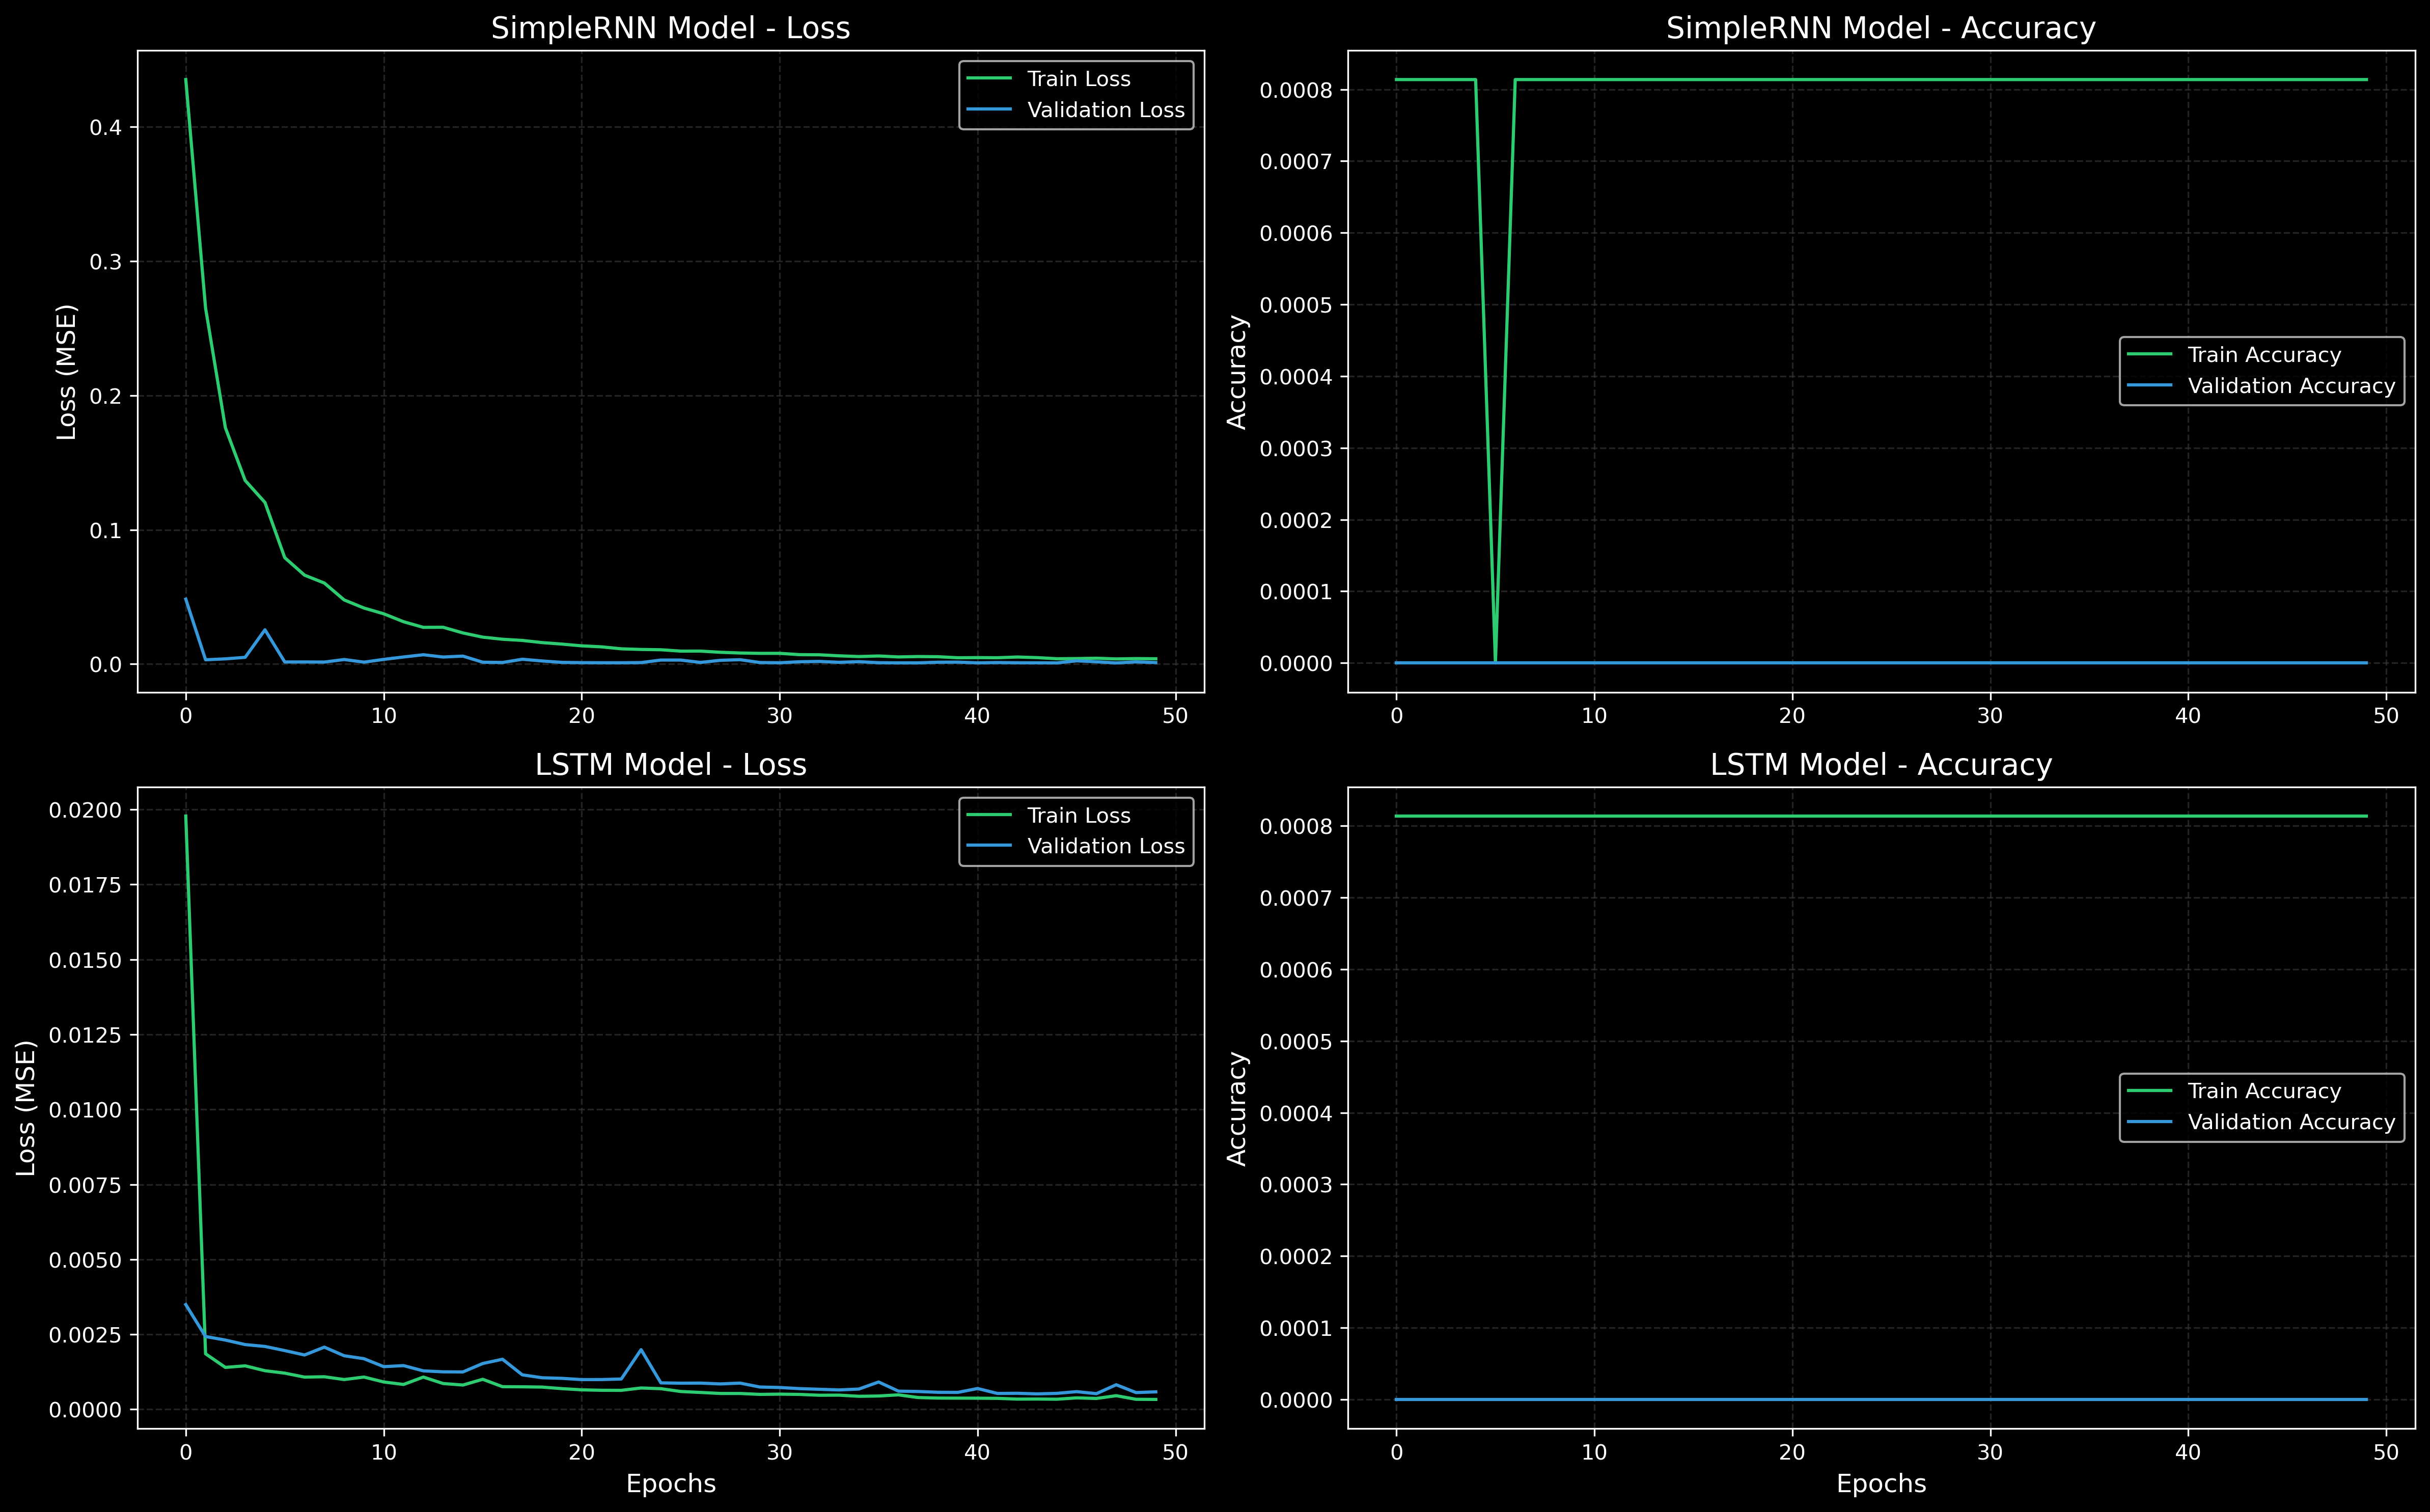 SimpleRNN Model - Loss
Loss (MSE)
0.4
0.3
0.2
0.1
0.0
Train Loss
Validation Loss
0 10 20 30 40 50
SimpleRNN Model - Accuracy
Accuracy
0.0008
0.0007
0.0006
0.0005
0.0004
0.0003
0.0002
0.0001
0.0000
Train Accuracy
Validation Accuracy
0 10 20 30 40 50
LSTM Model - Loss
Loss (MSE)
0.0200
0.0175
0.0150
0.0125
0.0100
0.0075
0.0050
0.0025
0.0000
Train Loss
Validation Loss
0 10 20 30 40 50
Epochs
LSTM Model - Accuracy
Accuracy
0.0008
0.0007
0.0006
0.0005
0.0004
0.0003
0.0002
0.0001
0.0000
Train Accuracy
Validation Accuracy
0 10 20 30 40 50
Epochs